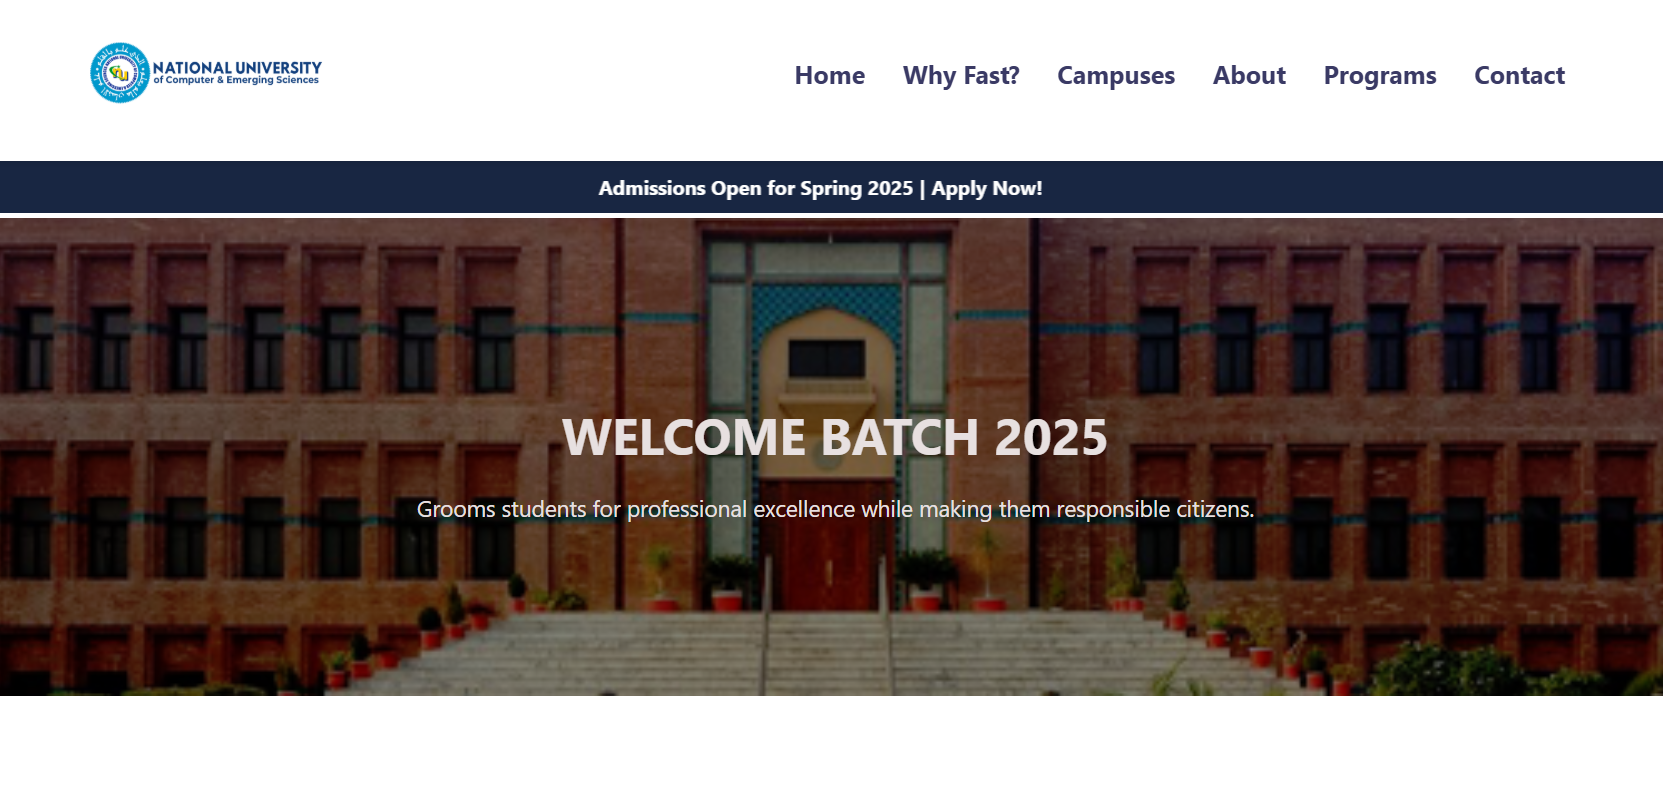 NATIONAL UNIVERSITY
of Computer & Emerging Sciences
Home Why Fast? Campuses About Programs Contact
Admissions Open for Spring 2025 | Apply Now!
WELCOME BATCH 2025
Grooms students for professional excellence while making them responsible citizens.